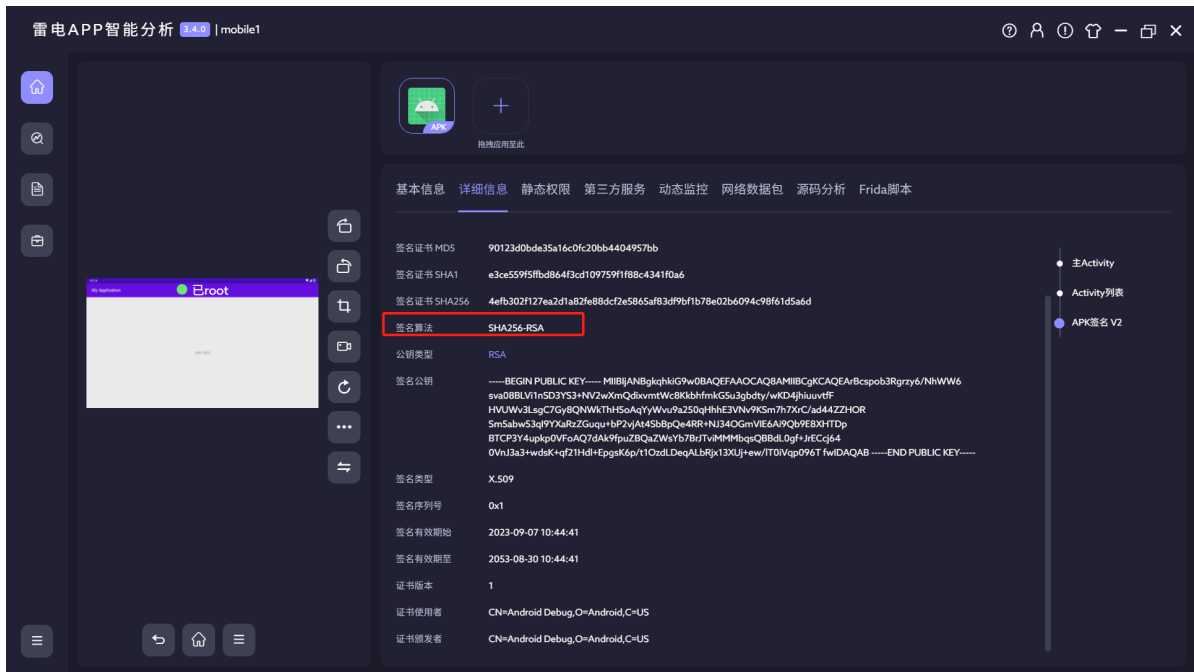 雷电APP智能分析 3.4.0 | mobile1
APK
拖拽应用至此
基本信息 详细信息 静态权限 第三方服务 动态监控 网络数据包 源码分析 Frida脚本
My Application 已root
签名证书 MD5 90123d0bde35a16c0fc20bb4404957bb
签名证书 SHA1 e3ce559f5ffbd864f3cd109759f1f88c4341f0a6
签名证书 SHA256 4efb302f127ea2d1a82fe88dcf2e5865af83df9bf1b78e02b6094c98f61d5a6d
签名算法 SHA256-RSA
公钥类型 RSA
签名公钥 -----BEGIN PUBLIC KEY----- MIIBIjANBgkqhkiG9w0BAQEFAAOCAQ8AMIIBCgKCAQEArBcspob3Rgrzy6/NhWW6
sva08BLVi1nSD3YS3+NV2wXmQdixvmtWc8KkbhfmkG5u3gbdty/wKD4jhiuuvtfF
HVUWv3LsgC7Gy8QNWkThH5oAqYyWvu9a250qHhhE3VNv9KSm7h7XrC/ad44ZZHOR
Sm5abw53ql9YXaRzZGuqu+bP2vjAt4SbBpQe4RR+NJ34OGmVlE6Ai9Qb9E8XHTDp
BTCP3Y4upkp0VFoAQ7dAk9fpuZBQaZWsYb7BrJTviMMMbqsQBBdL0gf+JrECcj64
0VnJ3a3+wdsK+qf21Hdl+EpgsK6p/t1OzdLDeqALbRjx13XUj+ew/lT0iVqp096T fwIDAQAB -----END PUBLIC KEY-----
签名类型 X.509
签名序列号 0x1
签名有效期始 2023-09-07 10:44:41
签名有效期至 2053-08-30 10:44:41
证书版本 1
证书使用者 CN=Android Debug,O=Android,C=US
证书颁发者 CN=Android Debug,O=Android,C=US
主Activity
Activity列表
APK签名 V2